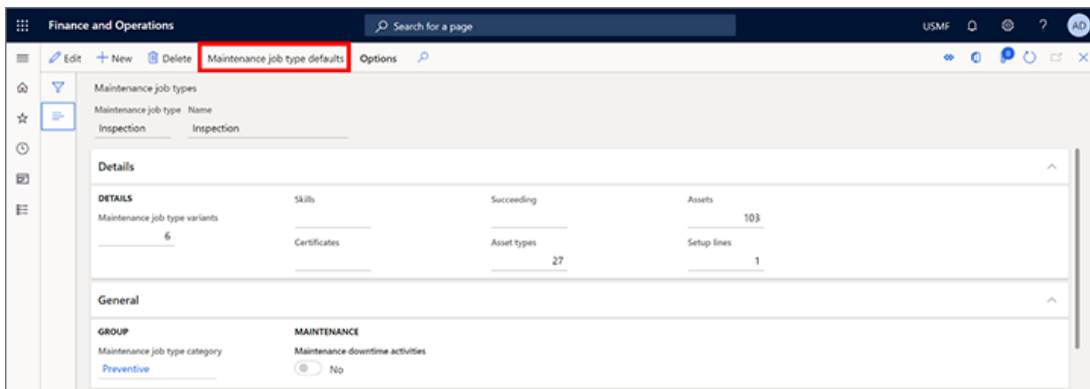 Finance and Operations Search for a page USMF ? AD
Edit New Delete Maintenance job type defaults Options 0
Maintenance job types
Maintenance job type Name
Inspection Inspection
Details
DETAILS Skills Succeeding Assets
Maintenance job type variants 103
6 Certificates Asset types Setup lines
27 1
General
GROUP MAINTENANCE
Maintenance job type category Maintenance downtime activities
Preventive No